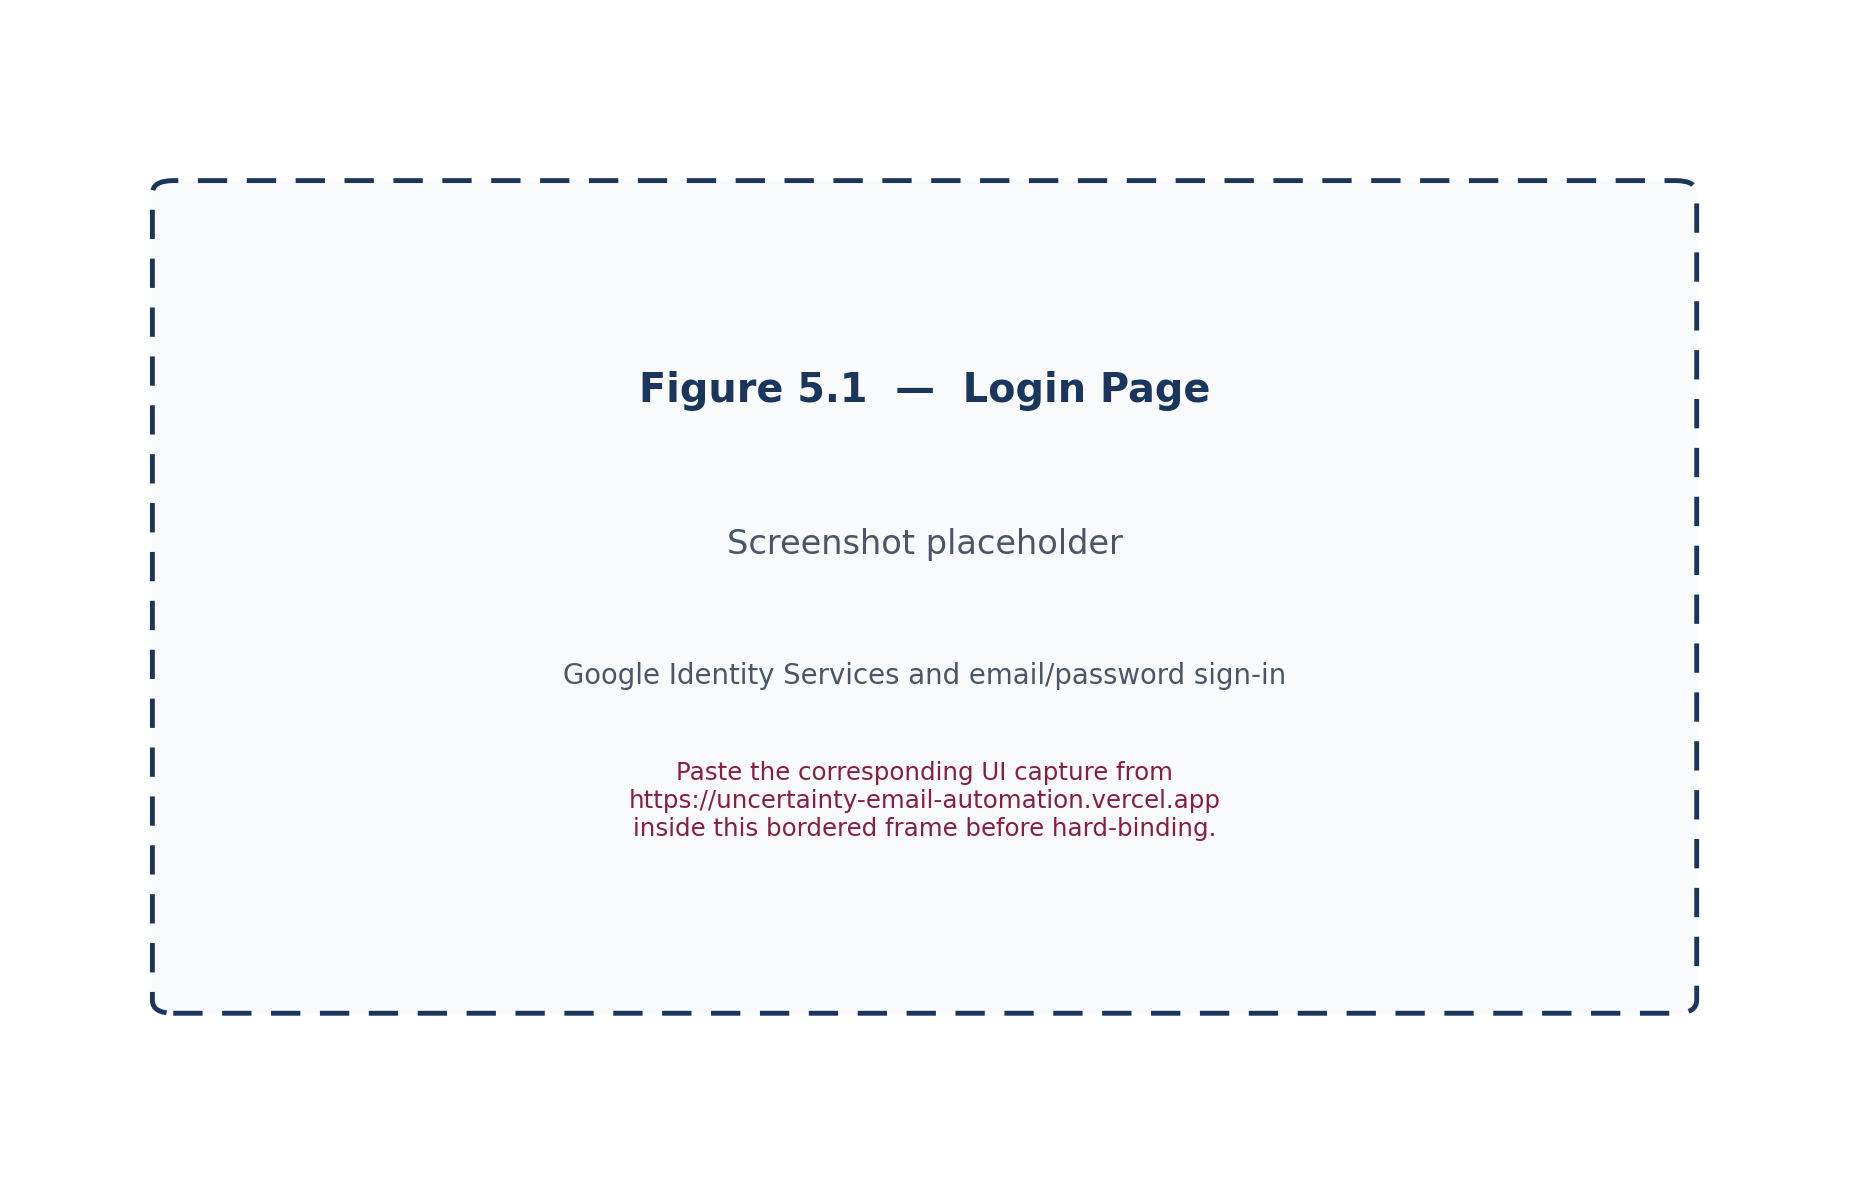 Figure 5.1 — Login Page
Screenshot placeholder
Google Identity Services and email/password sign-in
Paste the corresponding UI capture from
https://uncertainty-email-automation.vercel.app
inside this bordered frame before hard-binding.